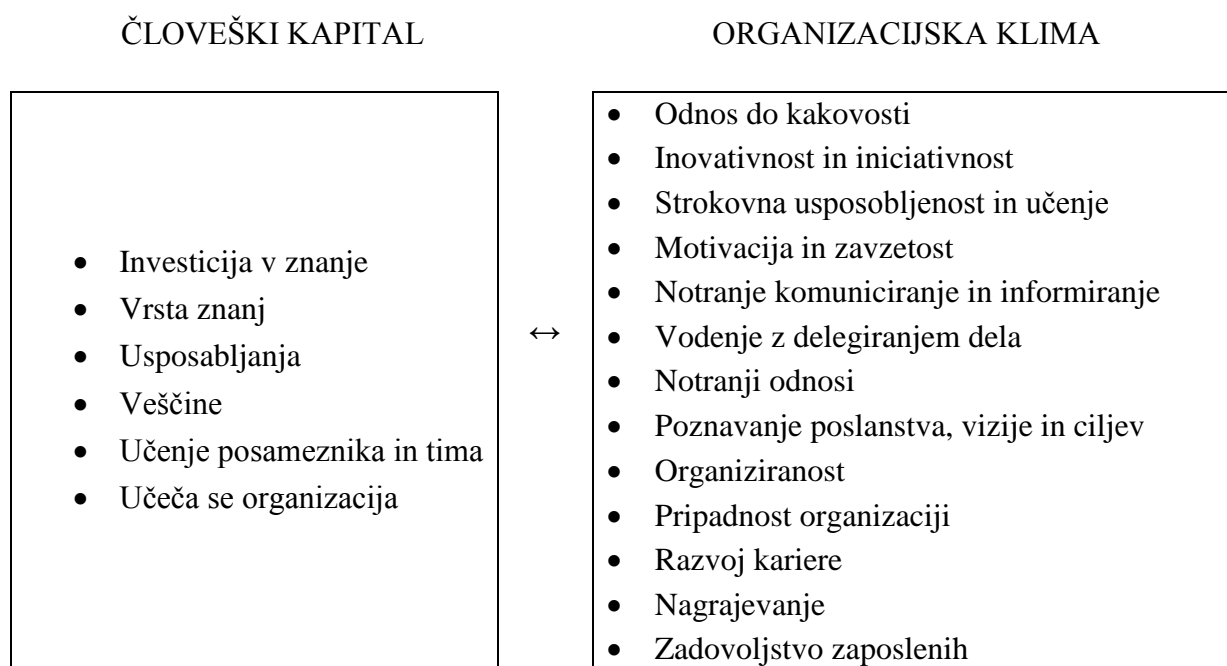 ČLOVEŠKI KAPITAL
ORGANIZACIJSKA KLIMA
• Investicija v znanje
• Vrsta znanj
• Usposabljanja
• Veščine
• Učenje posameznika in tima
• Učeča se organizacija
↔
• Odnos do kakovosti
• Inovativnost in iniciativnost
• Strokovna usposobljenost in učenje
• Motivacija in zavzetost
• Notranje komuniciranje in informiranje
• Vodenje z delegiranjem dela
• Notranji odnosi
• Poznavanje poslanstva, vizije in ciljev
• Organiziranost
• Pripadnost organizaciji
• Razvoj kariere
• Nagrajevanje
• Zadovoljstvo zaposlenih